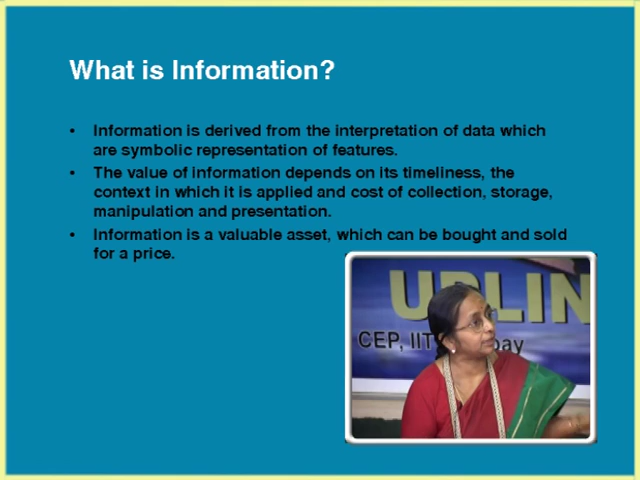 What is Information?
• Information is derived from the interpretation of data which
are symbolic representation of features.
• The value of information depends on its timeliness, the
context in which it is applied and cost of collection, storage,
manipulation and presentation.
• Information is a valuable asset, which can be bought and sold
for a price.
UPLIN
CEP, IIT